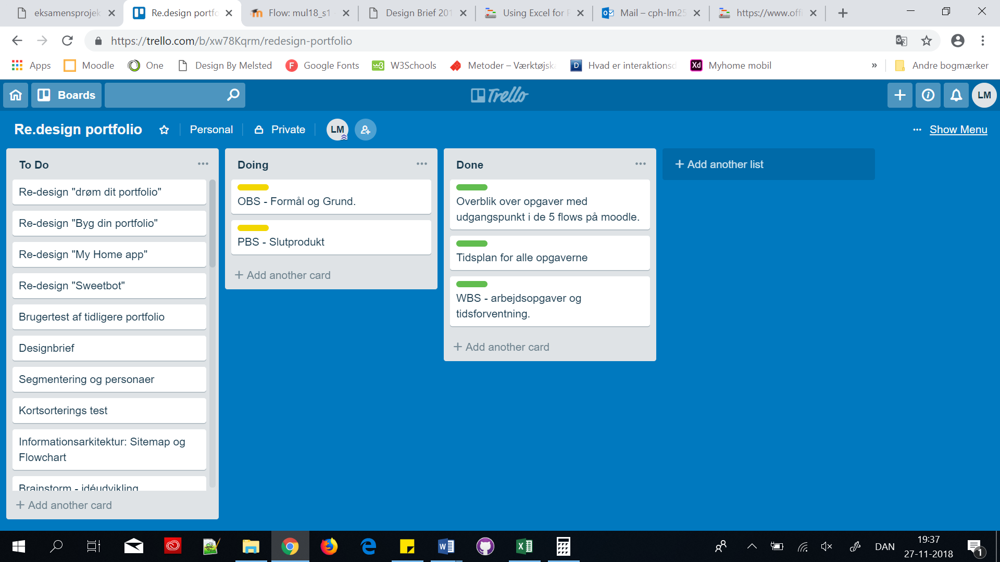 eksamensprojek
Re.design portfo
Flow: mul18_s1
Design Brief 201
Using Excel for P
Mail – cph-lm25
https://www.offi
https://trello.com/b/xw78Kqrm/redesign-portfolio
Apps
Moodle
One
Design By Melsted
Google Fonts
W3Schools
Metoder – Værktøjska
Hvad er interaktionsd
Myhome mobil
»
Andre bogmærker
Boards
Trello
LM
Re.design portfolio
Personal
Private
LM
... Show Menu
To Do
Re-design "drøm dit portfolio"
Re-design "Byg din portfolio"
Re-design "My Home app"
Re-design "Sweetbot"
Brugertest af tidligere portfolio
Designbrief
Segmentering og personaer
Kortsorterings test
Informationsarkitektur: Sitemap og
Flowchart
Brainstorm - idéudvikling
+ Add another card
Doing
OBS - Formål og Grund.
PBS - Slutprodukt
+ Add another card
Done
Overblik over opgaver med
udgangspunkt i de 5 flows på moodle.
Tidsplan for alle opgaverne
WBS - arbejdsopgaver og
tidsforventning.
+ Add another card
+ Add another list
DAN
19:37
27-11-2018
1